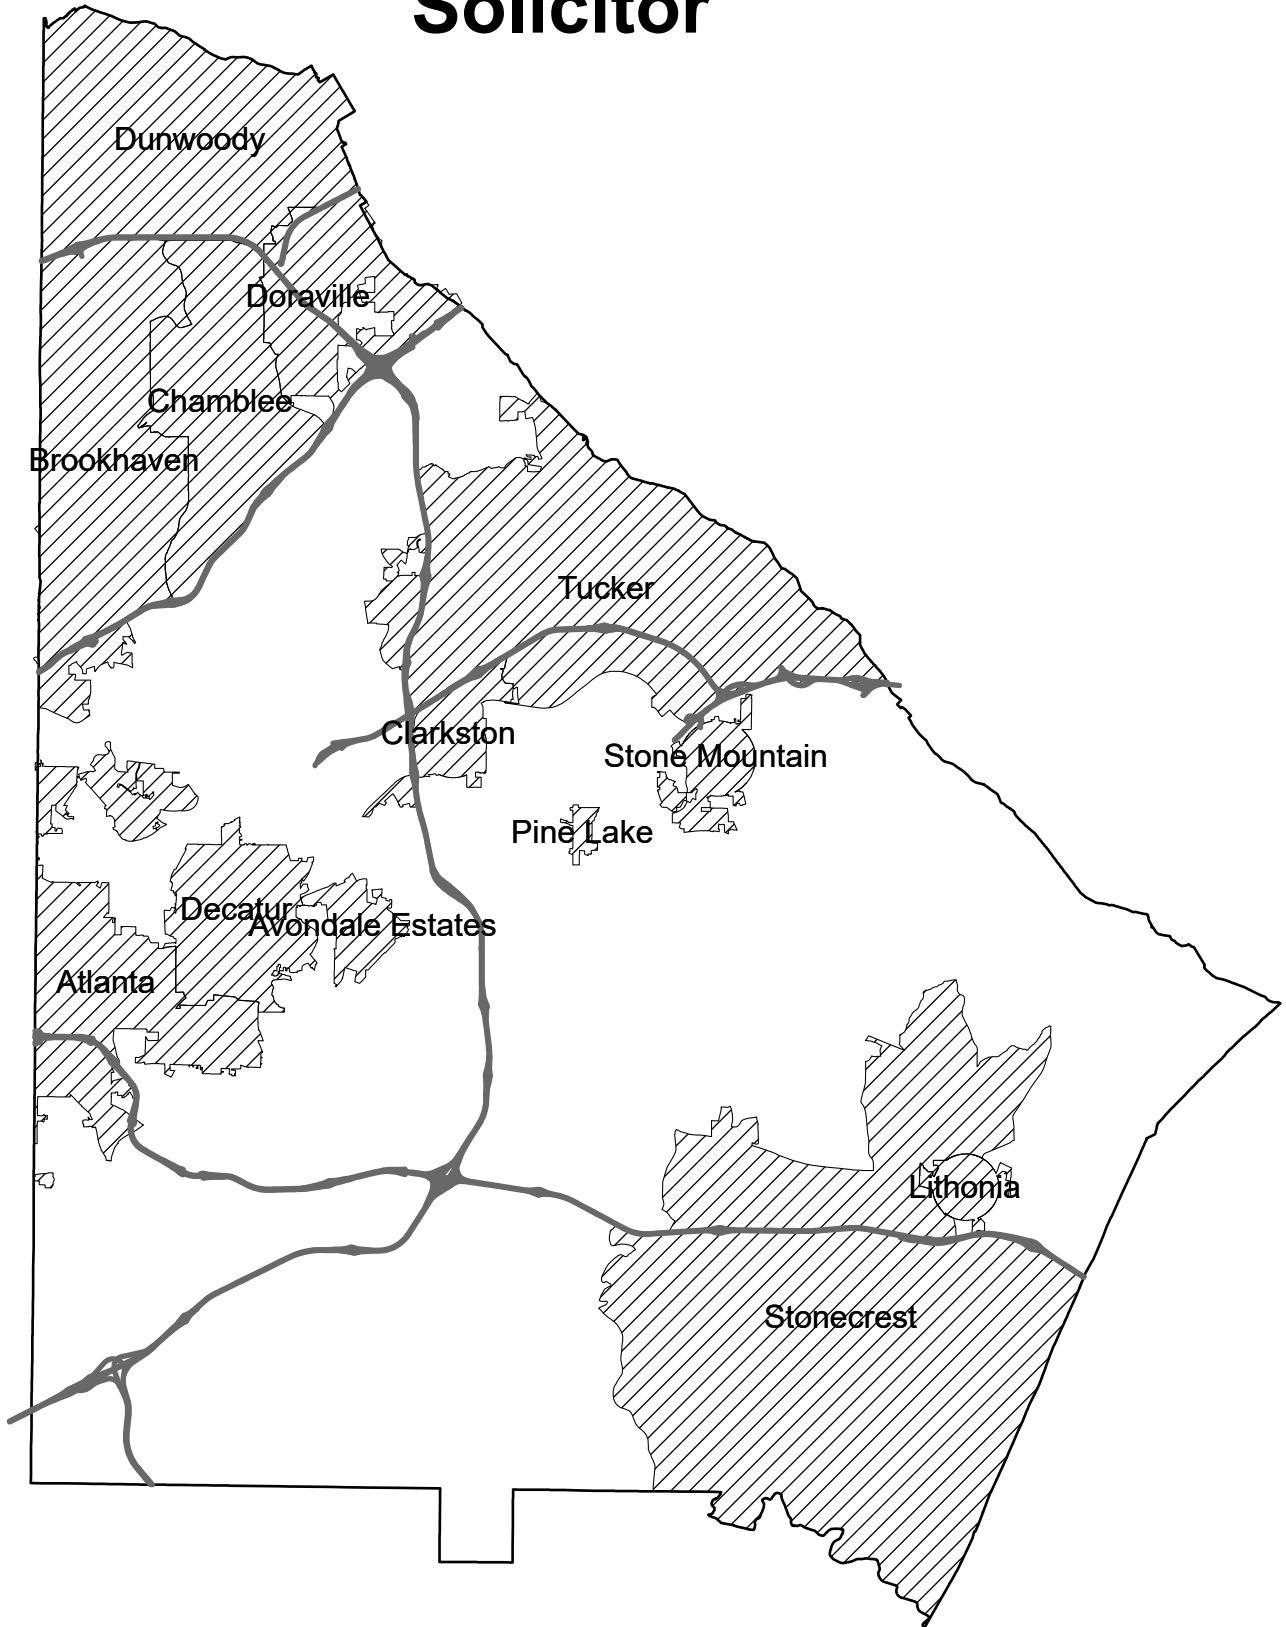 Solicitor
Dunwoody
Doraville
Chamblee
Brookhaven
Tucker
Clarkston
Stone Mountain
Pine Lake
Decatur
Avondale Estates
Atlanta
Lithonia
Stonecrest